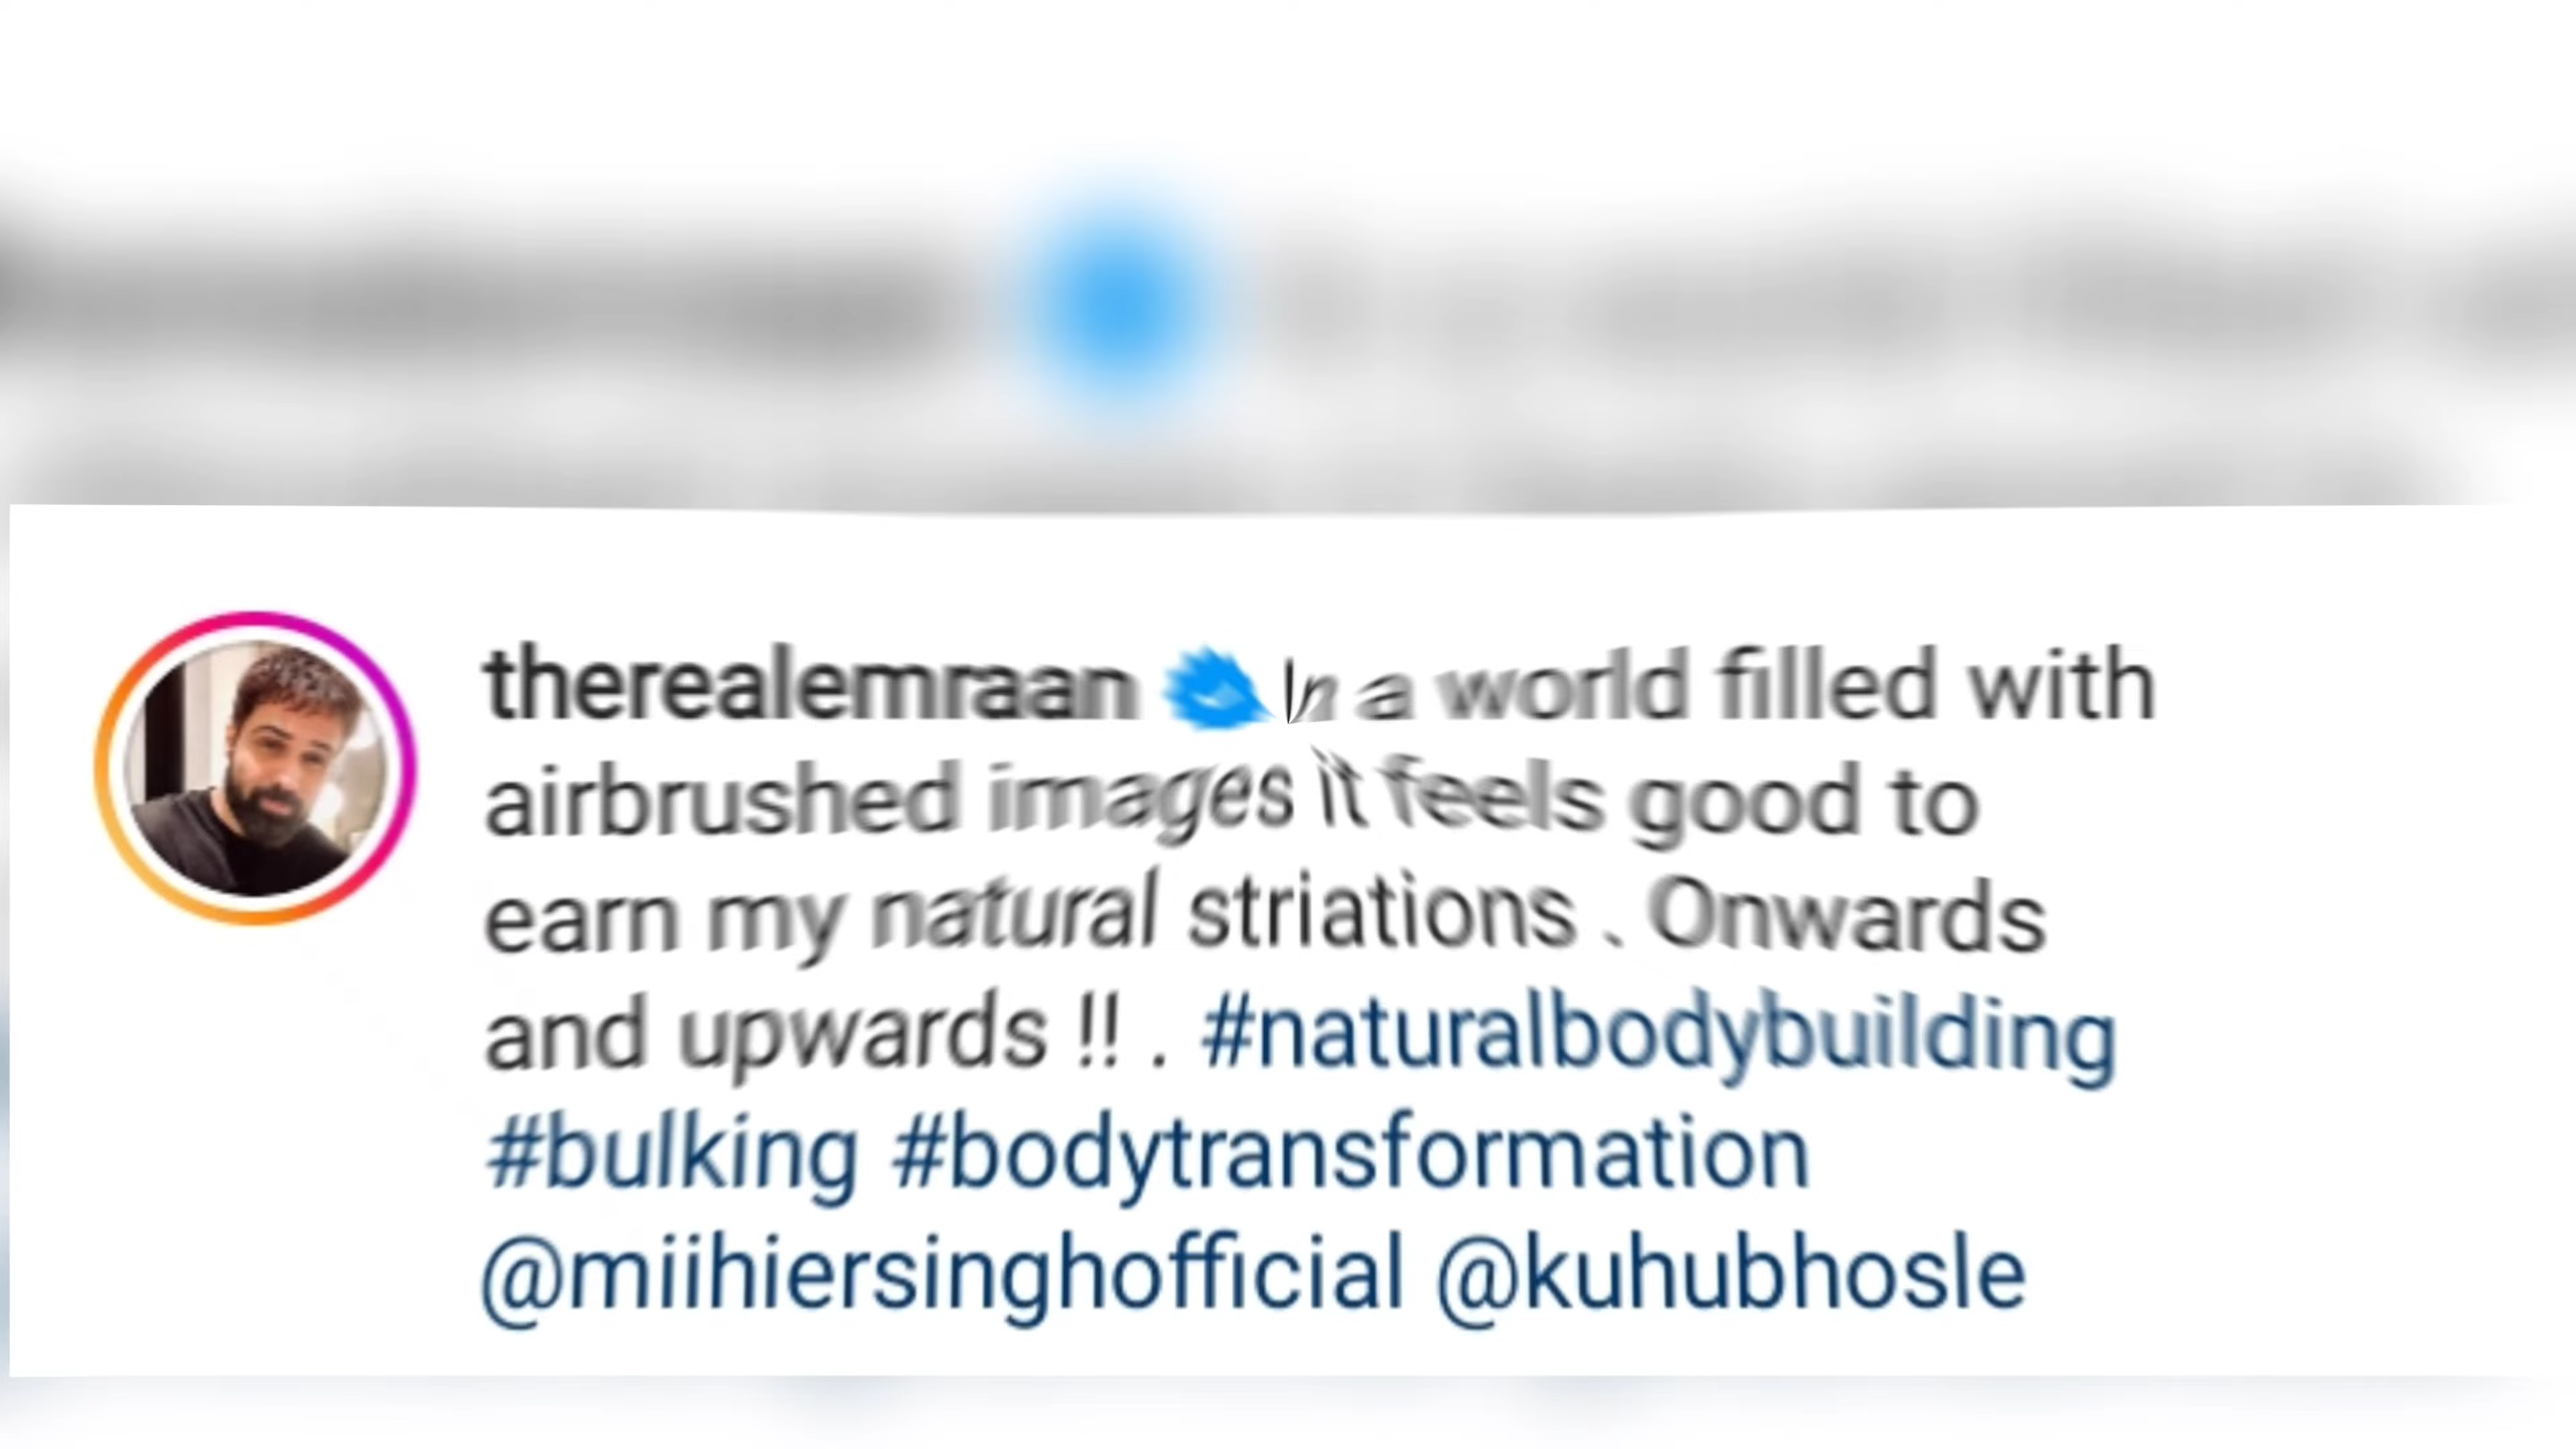 therealemraan In a world filled with
airbrushed images it feels good to
earn my natural striations . Onwards
and upwards !! . #naturalbodybuilding
#bulking #bodytransformation
@miihiersinghofficial @kuhubhosle